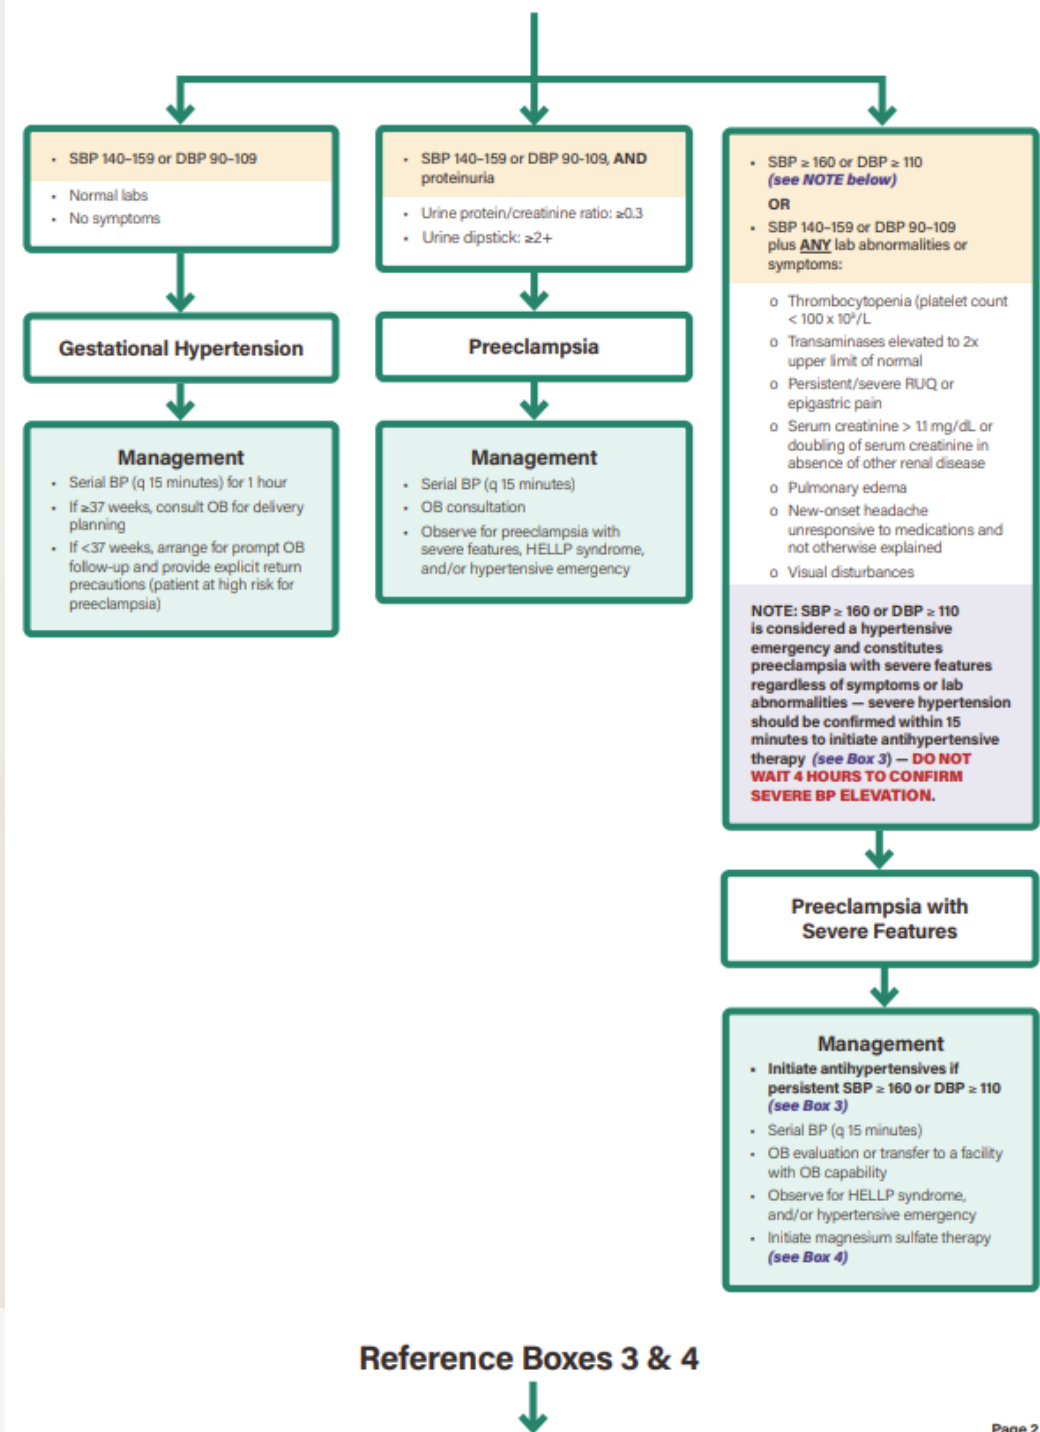 • SBP 140–159 or DBP 90–109
• Normal labs
• No symptoms
Gestational Hypertension
Management
• Serial BP (q 15 minutes) for 1 hour
• If ≥37 weeks, consult OB for delivery
planning
• If <37 weeks, arrange for prompt OB
follow-up and provide explicit return
precautions (patient at high risk for
preeclampsia)
• SBP 140–159 or DBP 90-109, AND
proteinuria
• Urine protein/creatinine ratio: ≥0.3
• Urine dipstick: ≥2+
Preeclampsia
Management
• Serial BP (q 15 minutes)
• OB consultation
• Observe for preeclampsia with
severe features, HELLP syndrome,
and/or hypertensive emergency
• SBP ≥ 160 or DBP ≥ 110
(see NOTE below)
OR
• SBP 140–159 or DBP 90–109
plus ANY lab abnormalities or
symptoms:
o Thrombocytopenia (platelet count
< 100 x 10⁹/L
o Transaminases elevated to 2x
upper limit of normal
o Persistent/severe RUQ or
epigastric pain
o Serum creatinine > 1.1 mg/dL or
doubling of serum creatinine in
absence of other renal disease
o Pulmonary edema
o New-onset headache
unresponsive to medications and
not otherwise explained
o Visual disturbances
NOTE: SBP ≥ 160 or DBP ≥ 110
is considered a hypertensive
emergency and constitutes
preeclampsia with severe features
regardless of symptoms or lab
abnormalities — severe hypertension
should be confirmed within 15
minutes to initiate antihypertensive
therapy (see Box 3) — DO NOT
WAIT 4 HOURS TO CONFIRM
SEVERE BP ELEVATION.
Preeclampsia with
Severe Features
Management
• Initiate antihypertensives if
persistent SBP ≥ 160 or DBP ≥ 110
(see Box 3)
• Serial BP (q 15 minutes)
• OB evaluation or transfer to a facility
with OB capability
• Observe for HELLP syndrome,
and/or hypertensive emergency
• Initiate magnesium sulfate therapy
(see Box 4)
Reference Boxes 3 & 4
Page 2